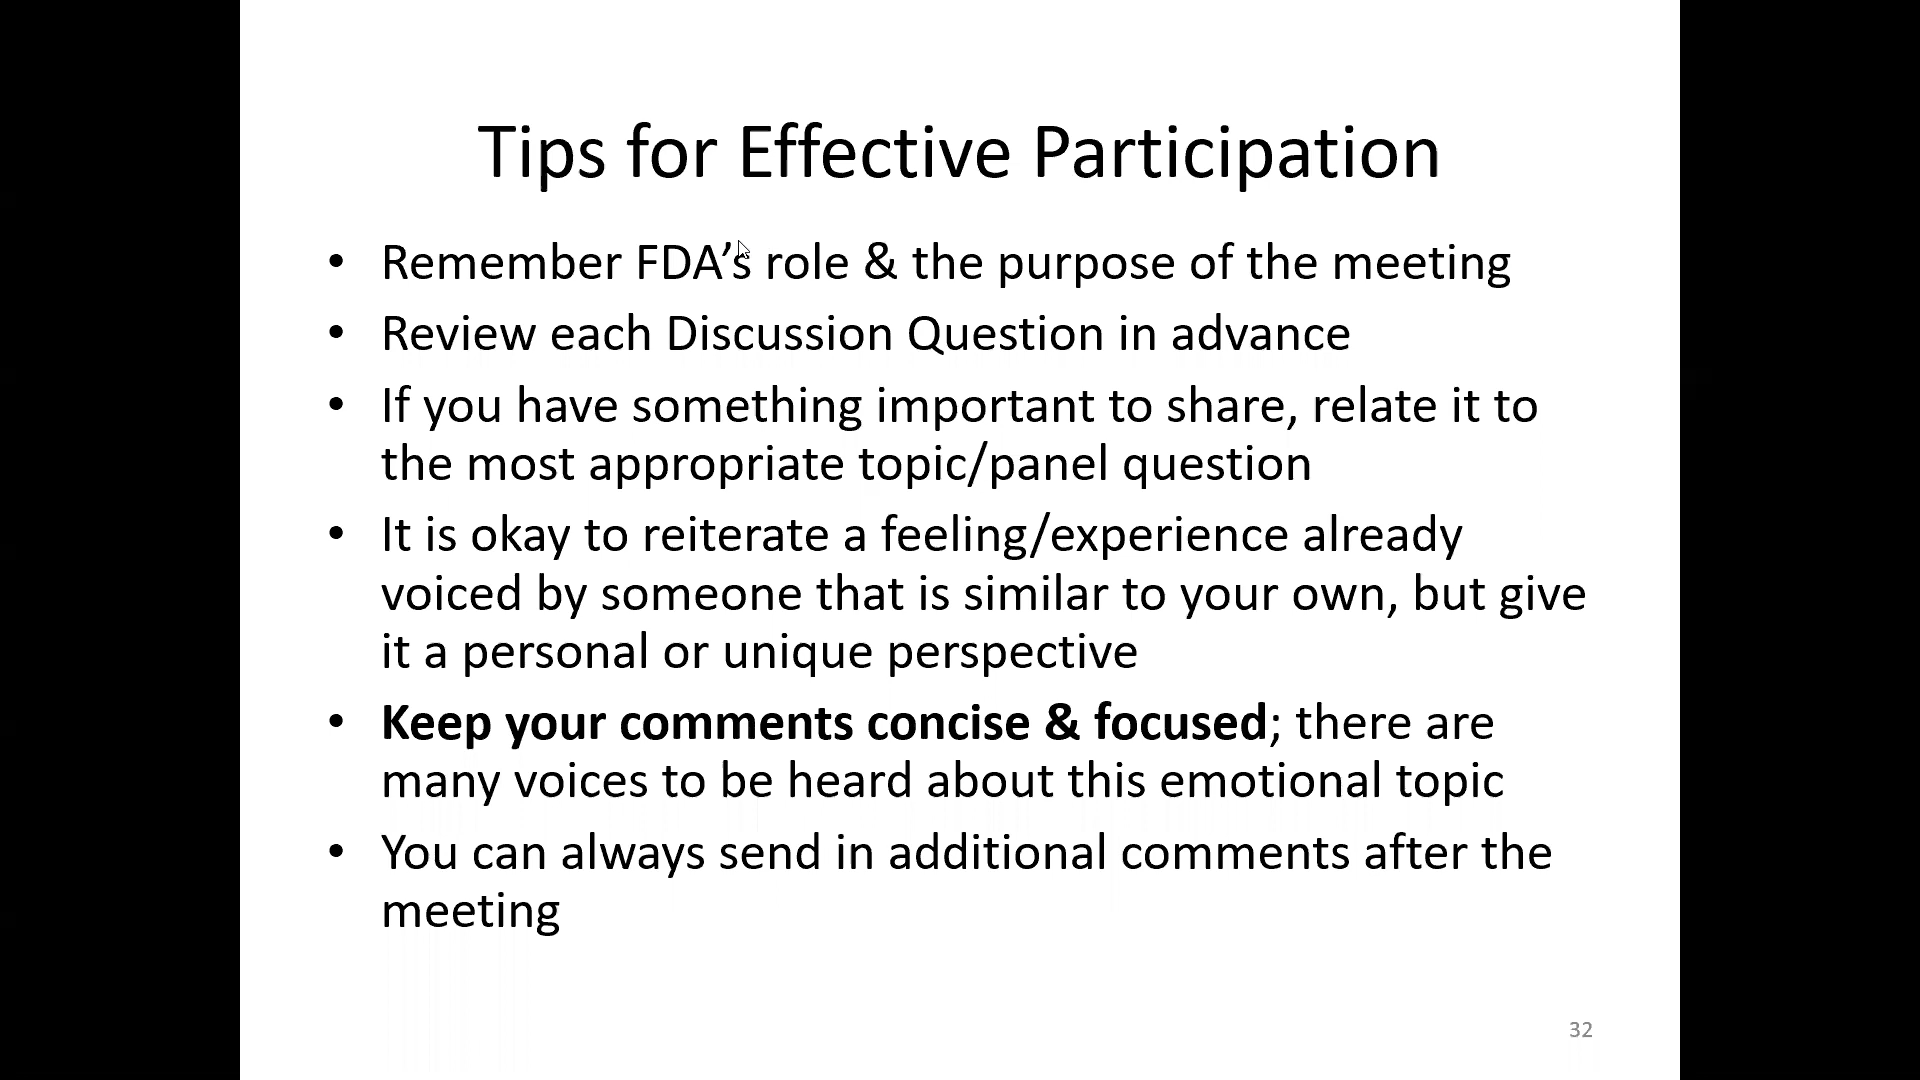 Tips for Effective Participation
• Remember FDA’s role & the purpose of the meeting
• Review each Discussion Question in advance
• If you have something important to share, relate it to
the most appropriate topic/panel question
• It is okay to reiterate a feeling/experience already
voiced by someone that is similar to your own, but give
it a personal or unique perspective
• Keep your comments concise & focused; there are
many voices to be heard about this emotional topic
• You can always send in additional comments after the
meeting
32